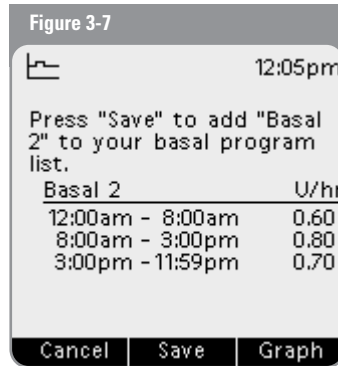 Figure 3-7
12:05pm
Press "Save" to add "Basal
2" to your basal program
list.
Basal 2 U/hr
12:00am - 8:00am 0.60
8:00am - 3:00pm 0.80
3:00pm - 11:59pm 0.70
Cancel Save Graph